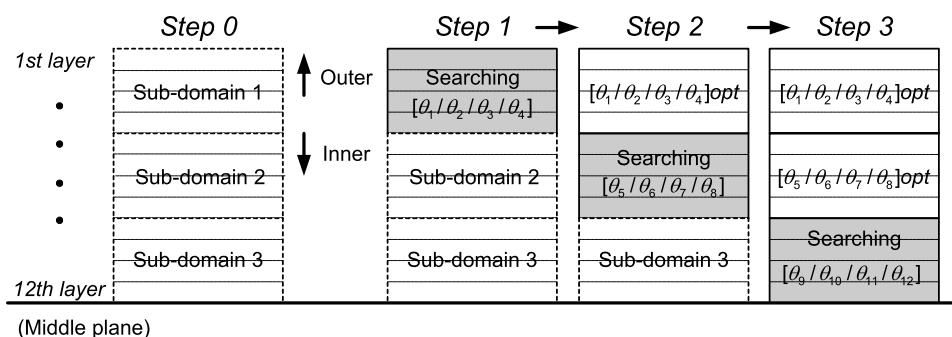 Step 0
Step 1
Step 2
Step 3
1st layer
12th layer
(Middle plane)
Sub-domain 1
Sub-domain 2
Sub-domain 3
Outer
Inner
Searching
[θ₁/θ₂/θ₃/θ₄]
Sub-domain 2
Sub-domain 3
[θ₁/θ₂/θ₃/θ₄]opt
Searching
[θ₅/θ₆/θ₇/θ₈]
Sub-domain 3
[θ₁/θ₂/θ₃/θ₄]opt
[θ₅/θ₆/θ₇/θ₈]opt
Searching
[θ₉/θ₁₀/θ₁₁/θ₁₂]